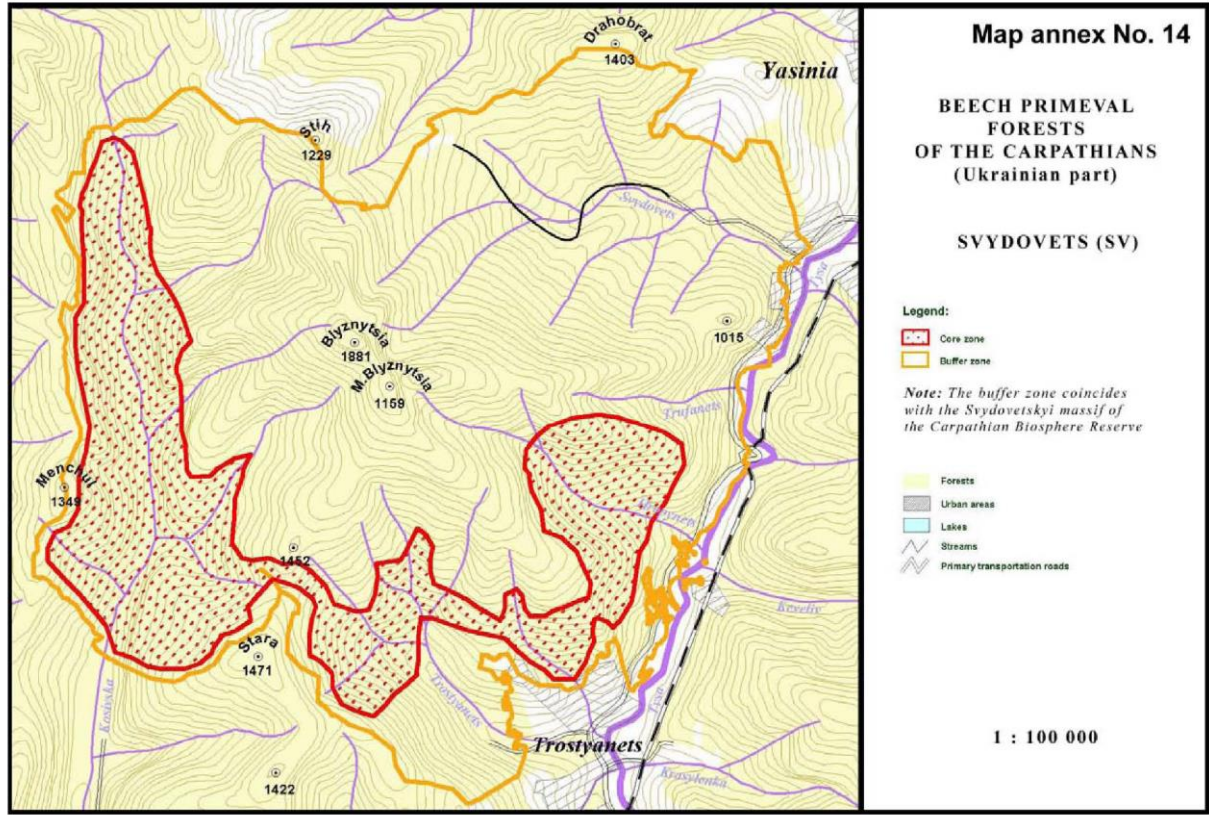 Drahobrat
1403
Yasinia
Stih
1229
Svydovets
Tysa
Blyznytsia
1881
M.Blyznytsia
1159
1015
Trufanets
Menchul
1349
1452
Keveliv
Stara
1471
Kosivska
Trostyanets
Tysa
Trostyanets
Krasylenka
1422
Map annex No. 14
BEECH PRIMEVAL
FORESTS
OF THE CARPATHIANS
(Ukrainian part)
SVYDOVETS (SV)
Legend:
Core zone
Buffer zone
Note: The buffer zone coincides
with the Svydovetskyi massif of
the Carpathian Biosphere Reserve
Forests
Urban areas
Lakes
Streams
Primary transportation roads
1 : 100 000